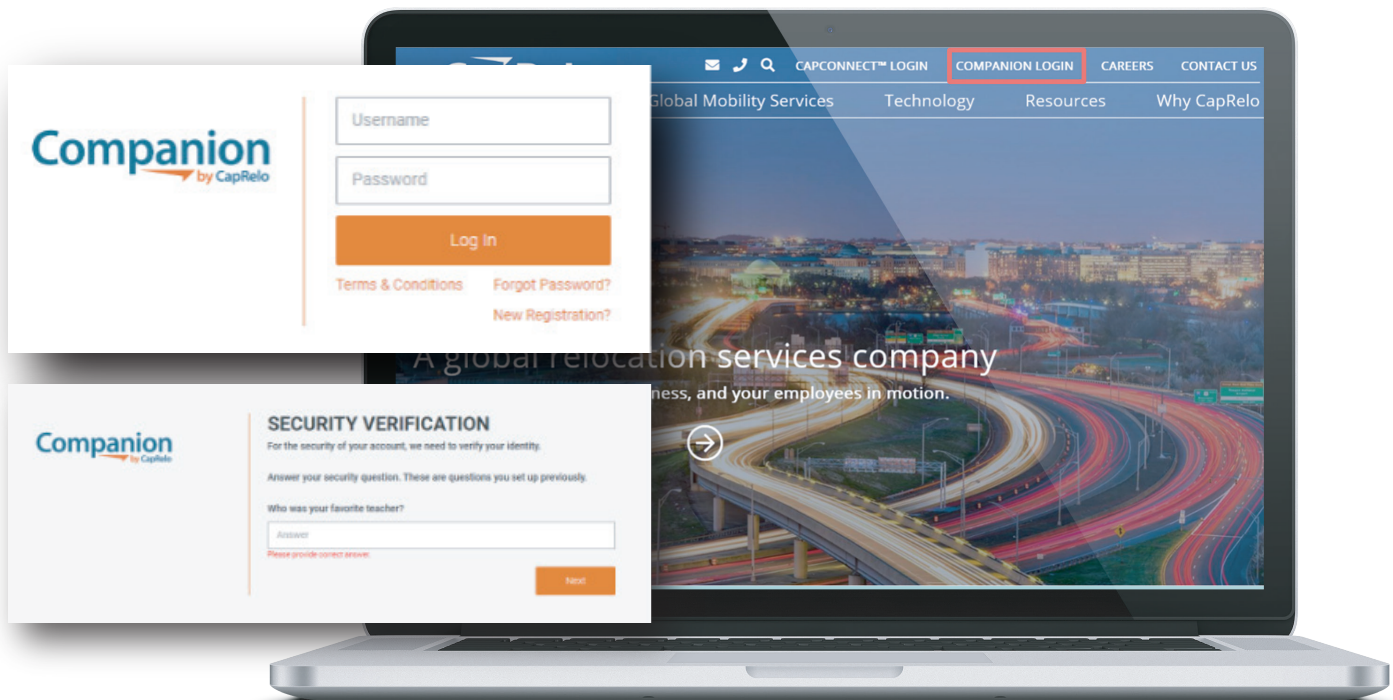 CAPCONNECT™ LOGIN COMPANION LOGIN CAREERS CONTACT US
Global Mobility Services Technology Resources Why CapRelo
A global relocation services company
ness, and your employees in motion.
Companion
by CapRelo
Username
Password
Log In
Terms & Conditions Forgot Password?
New Registration?
Companion
by CapRelo
SECURITY VERIFICATION
For the security of your account, we need to verify your identity.
Answer your security question. These are questions you set up previously.
Who was your favorite teacher?
Answer
Please provide correct answer.
Next